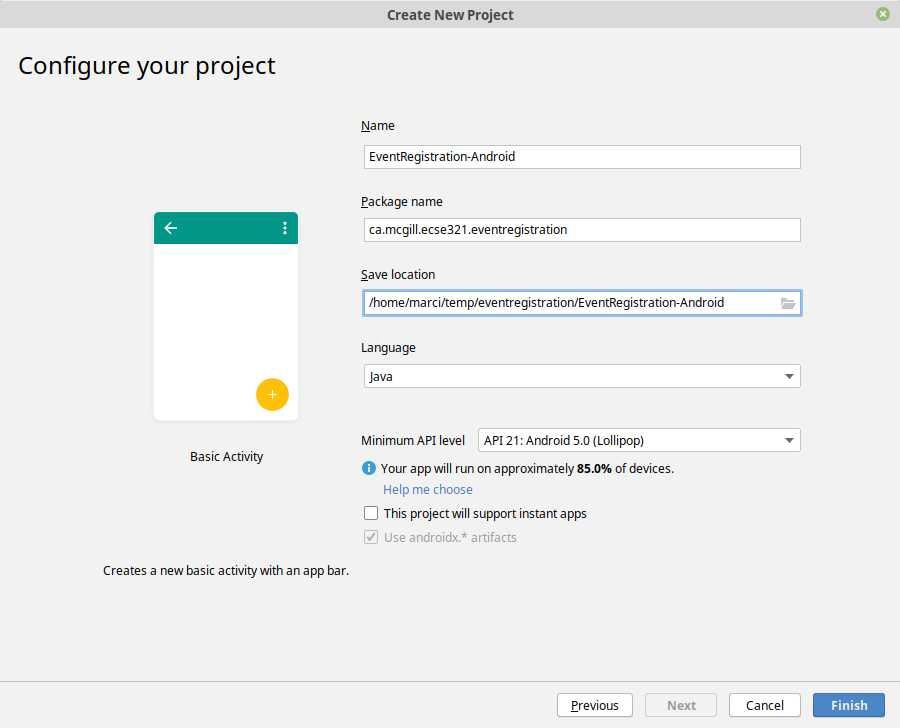 Create New Project
Configure your project
Name
EventRegistration-Android
Package name
ca.mcgill.ecse321.eventregistration
Save location
/home/marci/temp/eventregistration/EventRegistration-Android
Language
Java
Minimum API level API 21: Android 5.0 (Lollipop)
Basic Activity
Your app will run on approximately 85.0% of devices.
Help me choose
This project will support instant apps
Use androidx.* artifacts
Creates a new basic activity with an app bar.
Previous Next Cancel Finish